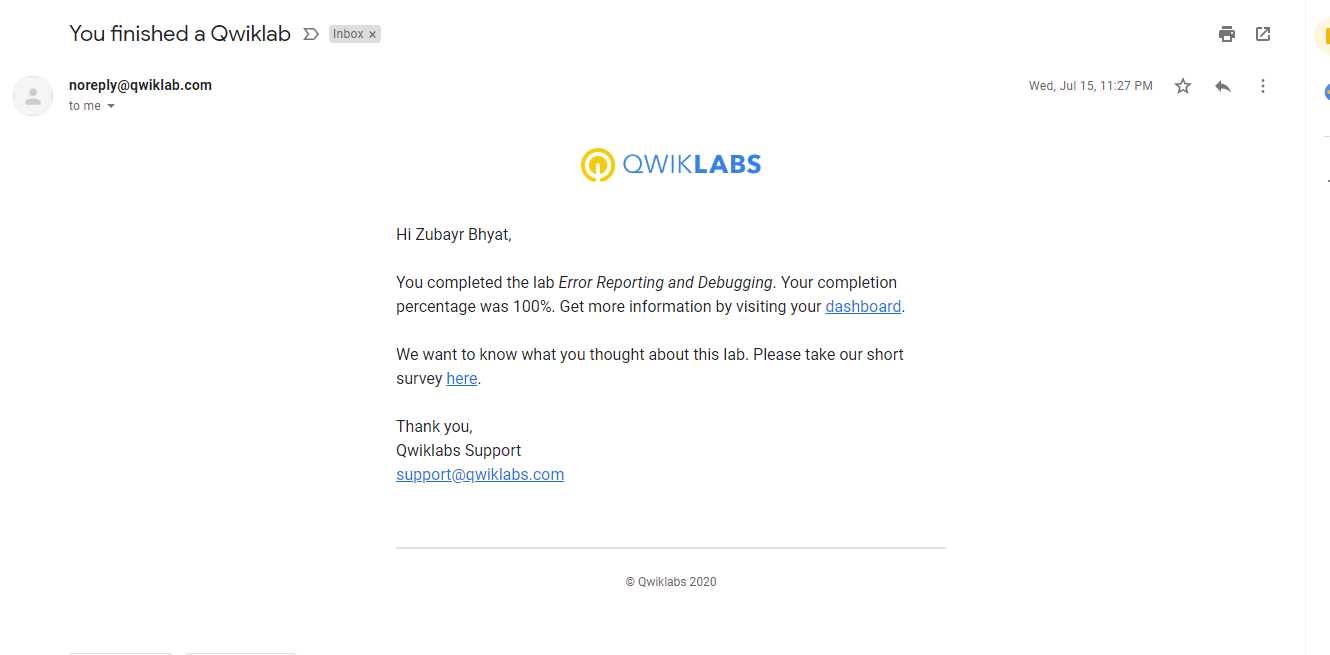 You finished a Qwiklab
Inbox ×
noreply@qwiklab.com
Wed, Jul 15, 11:27 PM
to me
QWIKLABS
Hi Zubayr Bhyat,
You completed the lab Error Reporting and Debugging. Your completion
percentage was 100%. Get more information by visiting your dashboard.
We want to know what you thought about this lab. Please take our short
survey here.
Thank you,
Qwiklabs Support
support@qwiklabs.com
© Qwiklabs 2020